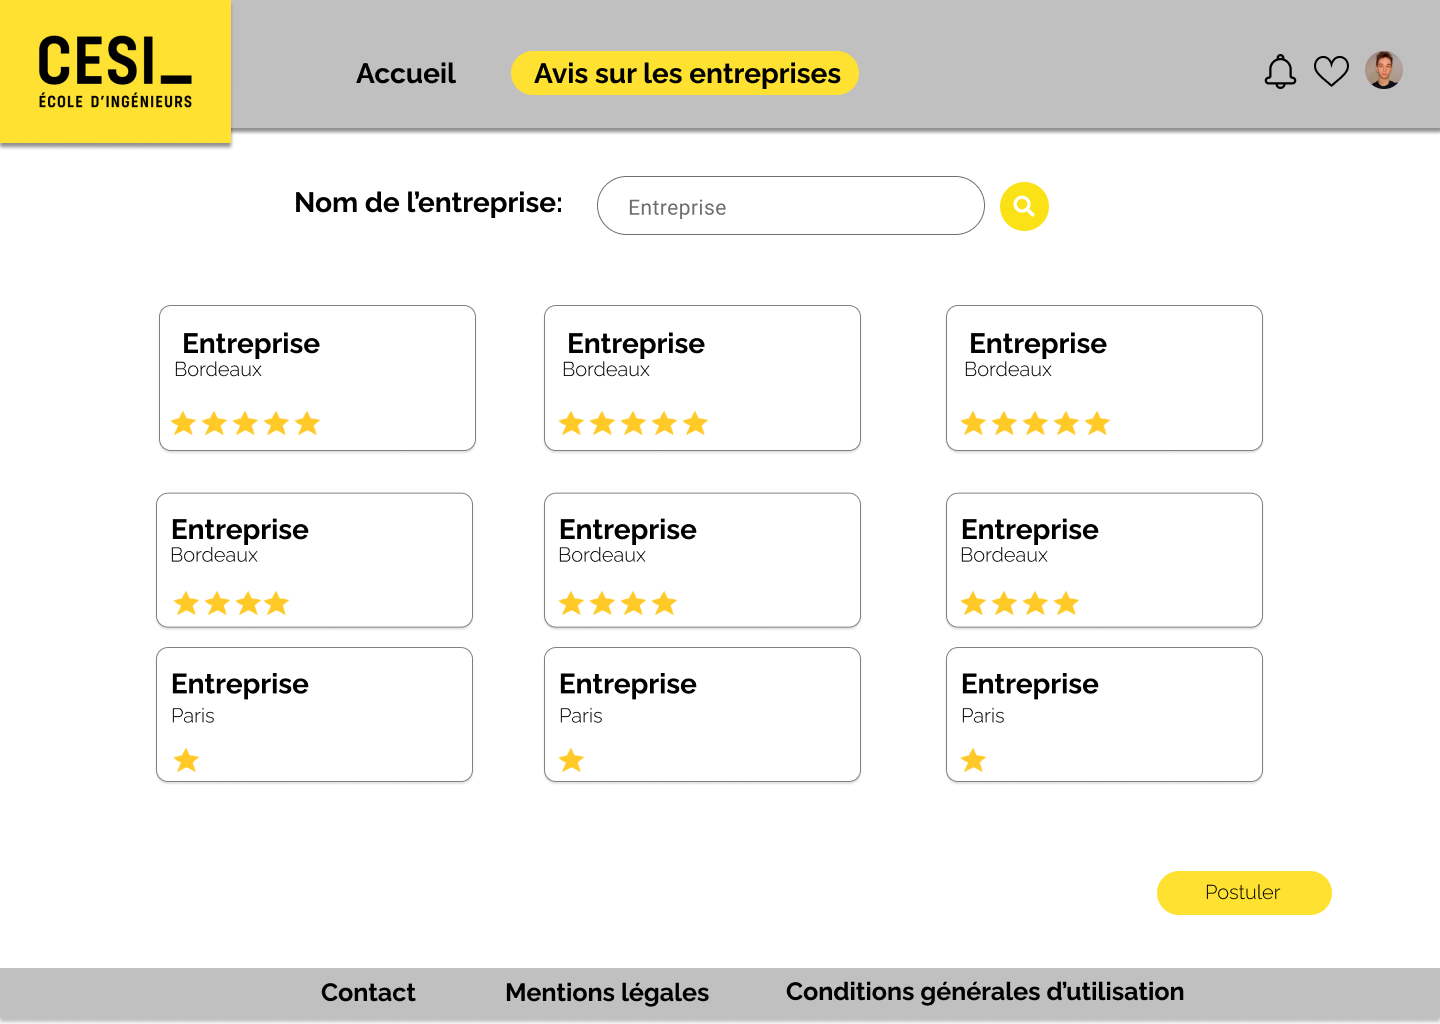 CESI_
ÉCOLE D'INGÉNIEURS
Accueil
Avis sur les entreprises
Nom de l’entreprise:
Entreprise
Entreprise
Bordeaux
Entreprise
Bordeaux
Entreprise
Bordeaux
Entreprise
Bordeaux
Entreprise
Bordeaux
Entreprise
Bordeaux
Entreprise
Paris
Entreprise
Paris
Entreprise
Paris
Postuler
Contact
Mentions légales
Conditions générales d’utilisation